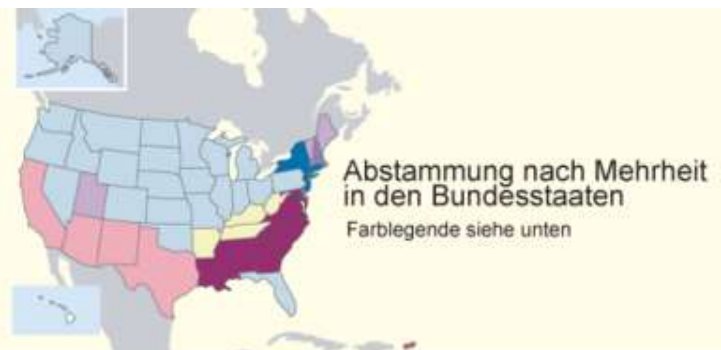 Abstammung nach Mehrheit
in den Bundesstaaten
Farblegende siehe unten